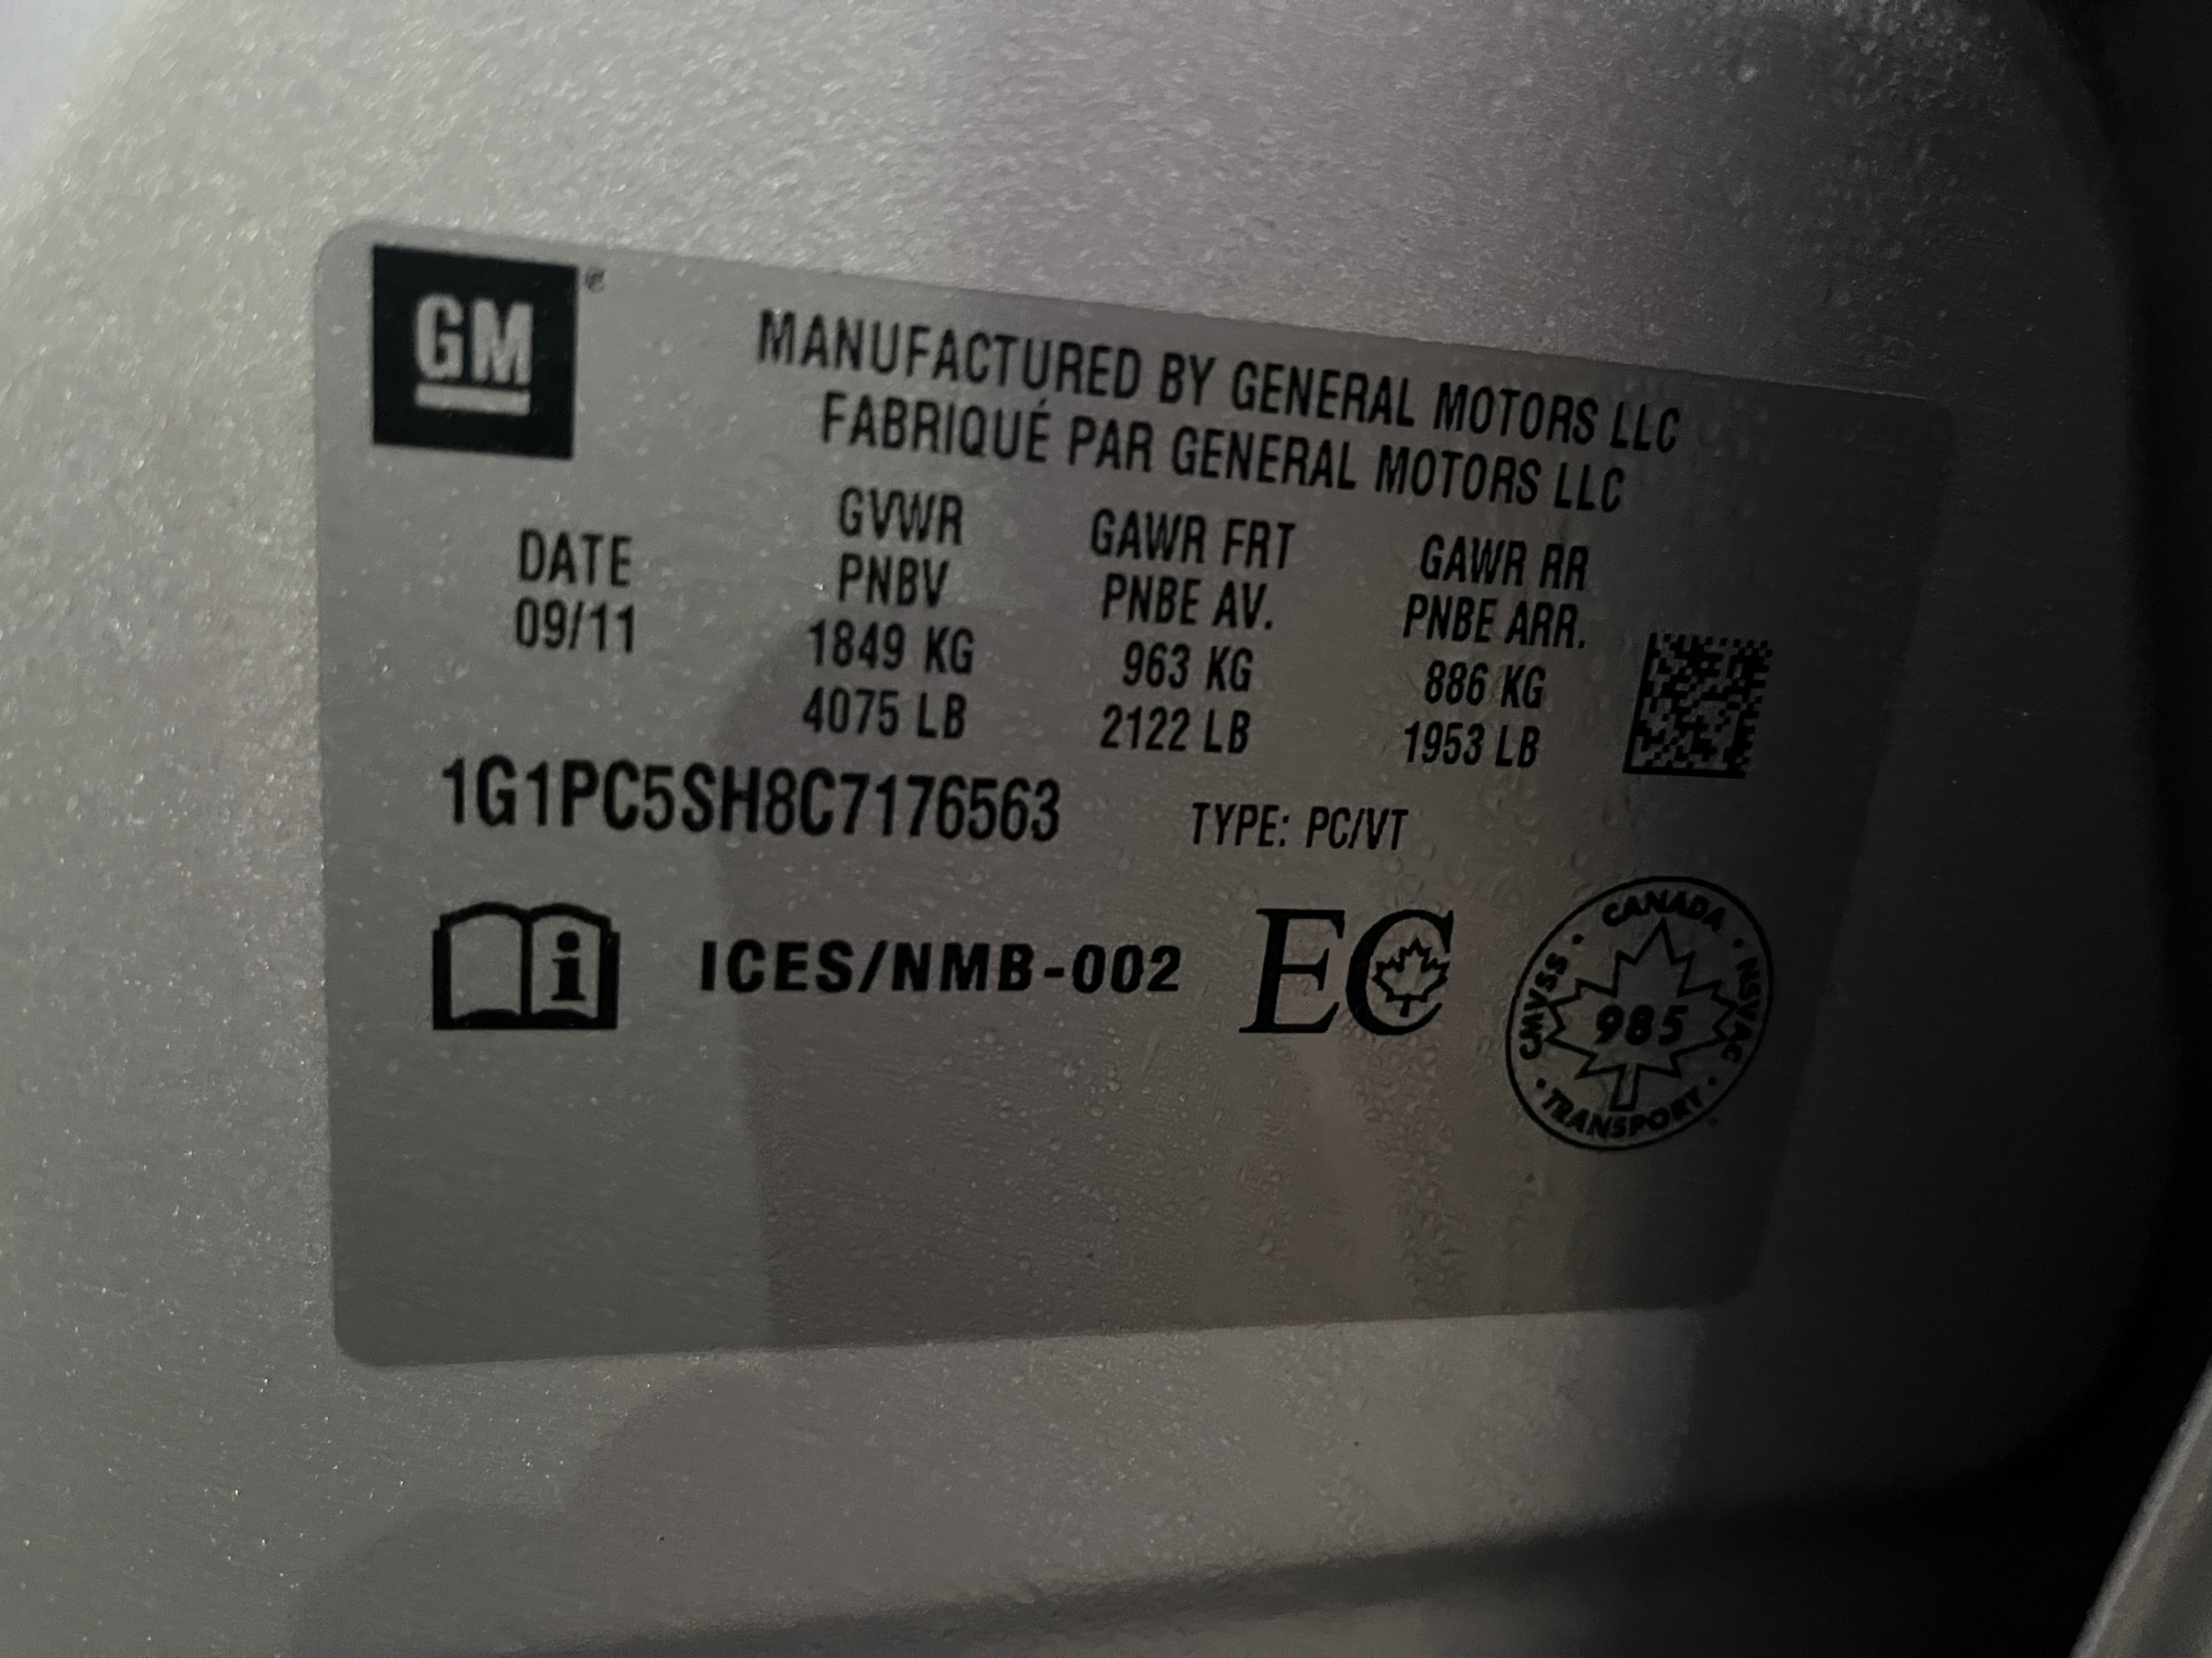 GM
MANUFACTURED BY GENERAL MOTORS LLC
FABRIQUÉ PAR GENERAL MOTORS LLC
DATE
09/11
GVWR
PNBV
1849 KG
4075 LB
GAWR FRT
PNBE AV.
963 KG
2122 LB
GAWR RR
PNBE ARR.
886 KG
1953 LB
1G1PC5SH8C7176563 TYPE: PC/VT
i ICES/NMB-002 EC
CANADA
CMVSS · NSVAC
985
TRANSPORT